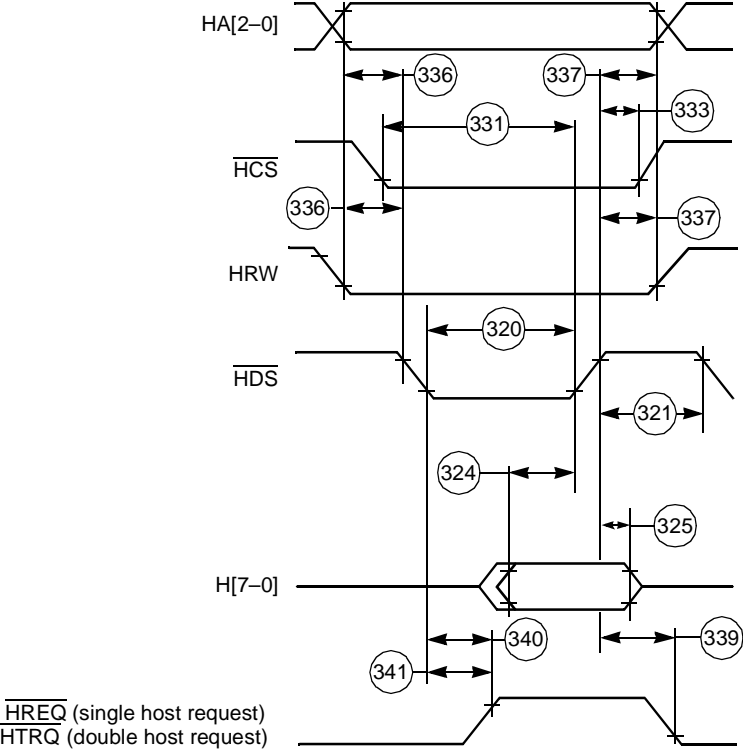 HA[2–0]
336
337
333
331
HCS
336
337
HRW
320
HDS
321
324
325
H[7–0]
340
339
341
HREQ (single host request)
HTRQ (double host request)